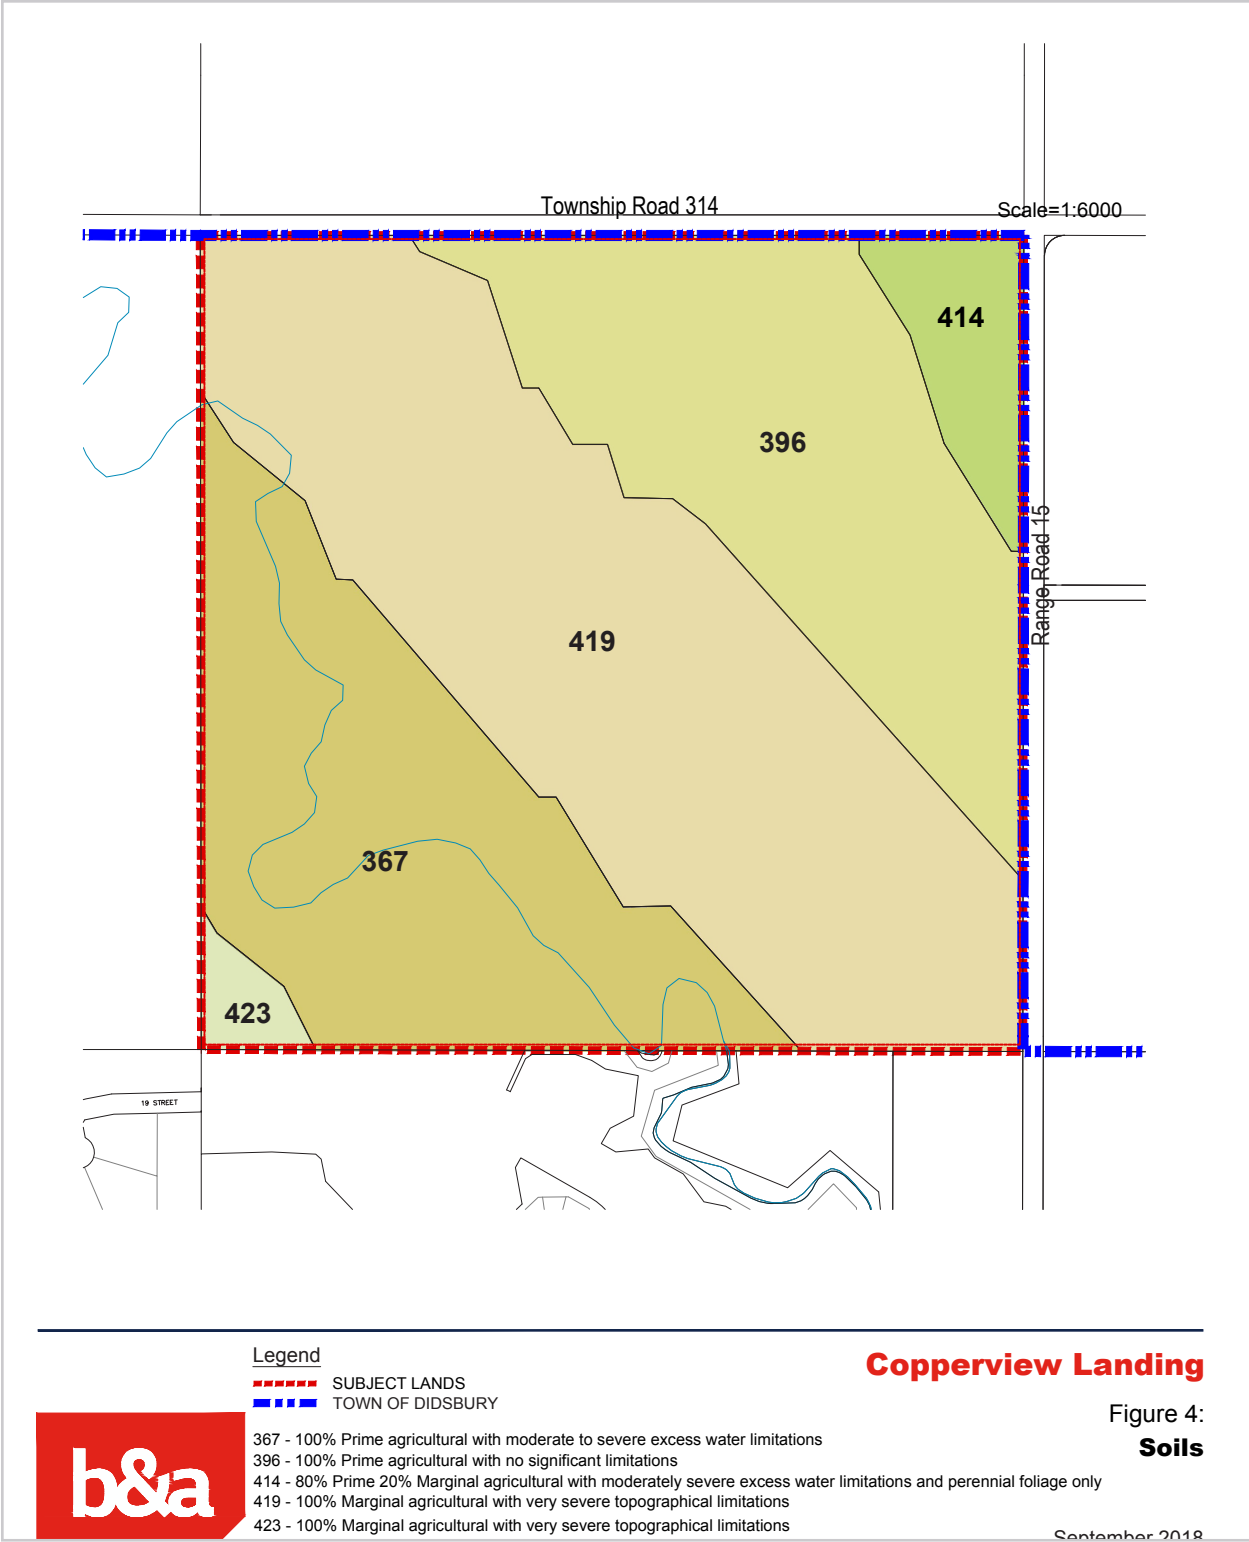 Township Road 314
Scale=1:6000
414
396
Range Road 15
419
367
423
19 STREET
Legend
SUBJECT LANDS
TOWN OF DIDSBURY
367 - 100% Prime agricultural with moderate to severe excess water limitations
396 - 100% Prime agricultural with no significant limitations
414 - 80% Prime 20% Marginal agricultural with moderately severe excess water limitations and perennial foliage only
419 - 100% Marginal agricultural with very severe topographical limitations
423 - 100% Marginal agricultural with very severe topographical limitations
b&a
Copperview Landing
Figure 4:
Soils
September 2018